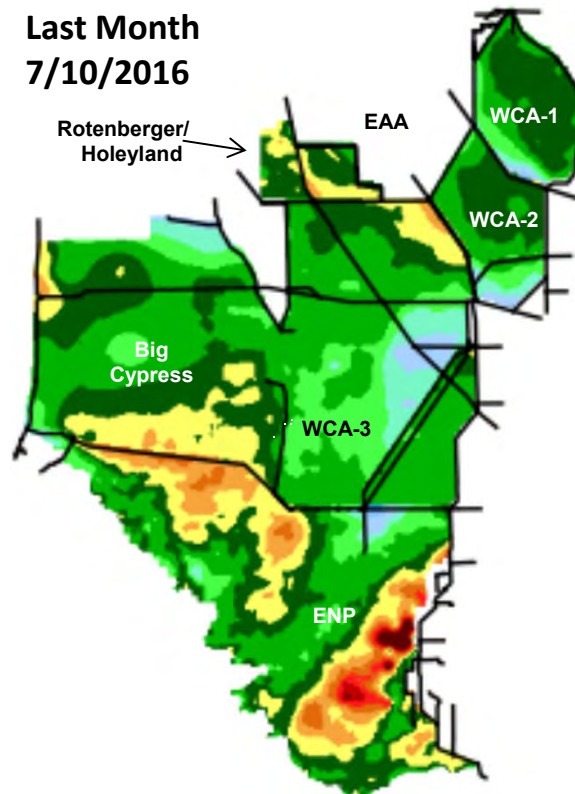 Last Month
7/10/2016
Rotenberger/
Holeyland
EAA
WCA-1
WCA-2
Big
Cypress
WCA-3
ENP